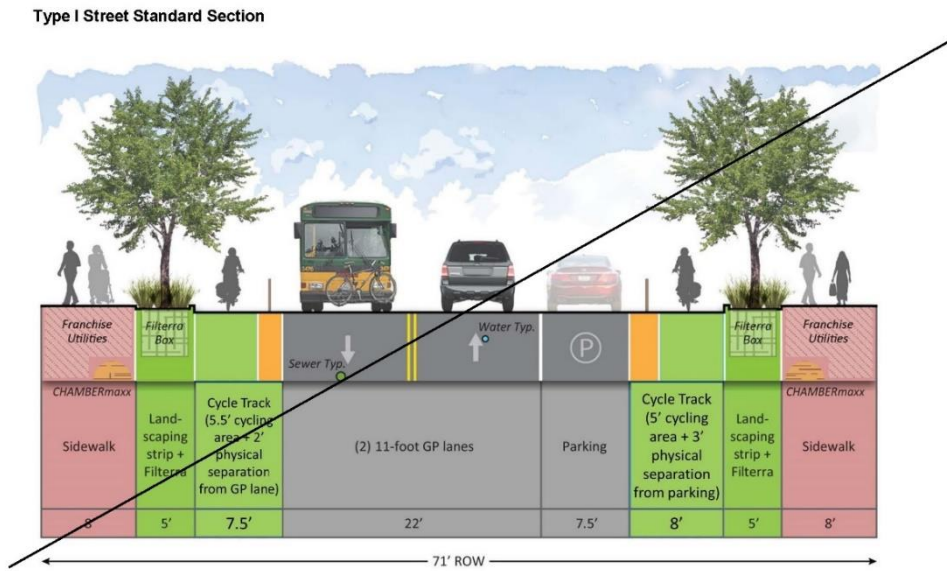 Type I Street Standard Section
Franchise
Utilities
Filterra
Box
Sewer Typ.
Water Typ.
P
Filterra
Box
Franchise
Utilities
CHAMBERmaxx
CHAMBERmaxx
Sidewalk
Land-
scaping
strip +
Filterra
Cycle Track
(5.5’ cycling
area + 2’
physical
separation
from GP lane)
(2) 11-foot GP lanes
Parking
Cycle Track
(5’ cycling
area + 3’
physical
separation
from parking)
Land-
scaping
strip +
Filterra
Sidewalk
8’
5’
7.5’
22’
7.5’
8’
5’
8’
71’ ROW